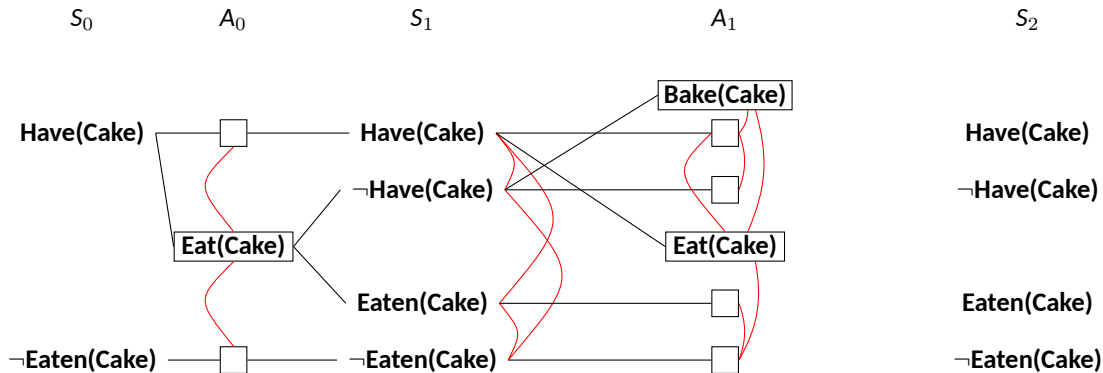 S₀ A₀ S₁ A₁ S₂
Bake(Cake)
Have(Cake) Have(Cake) Have(Cake)
¬Have(Cake) ¬Have(Cake)
Eat(Cake) Eat(Cake)
Eaten(Cake) Eaten(Cake)
¬Eaten(Cake) ¬Eaten(Cake) ¬Eaten(Cake)